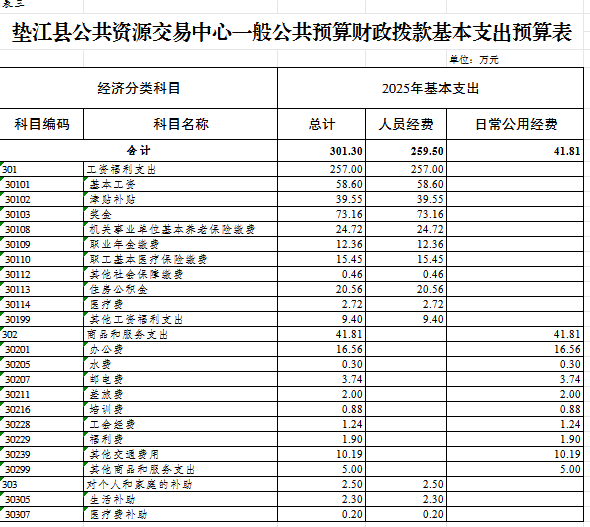 表三
垫江县公共资源交易中心一般公共预算财政拨款基本支出预算表
单位：万元
经济分类科目 2025年基本支出
科目编码 科目名称 总计 人员经费 日常公用经费
合计 301.30 259.50 41.81
301 工资福利支出 257.00 257.00
30101 基本工资 58.60 58.60
30102 津贴补贴 39.55 39.55
30103 奖金 73.16 73.16
30108 机关事业单位基本养老保险缴费 24.72 24.72
30109 职业年金缴费 12.36 12.36
30110 职工基本医疗保险缴费 15.45 15.45
30112 其他社会保障缴费 0.46 0.46
30113 住房公积金 20.56 20.56
30114 医疗费 2.72 2.72
30199 其他工资福利支出 9.40 9.40
302 商品和服务支出 41.81 41.81
30201 办公费 16.56 16.56
30205 水费 0.30 0.30
30207 邮电费 3.74 3.74
30211 差旅费 2.00 2.00
30216 培训费 0.88 0.88
30228 工会经费 1.24 1.24
30229 福利费 1.90 1.90
30239 其他交通费用 10.19 10.19
30299 其他商品和服务支出 5.00 5.00
303 对个人和家庭的补助 2.50 2.50
30305 生活补助 2.30 2.30
30307 医疗费补助 0.20 0.20